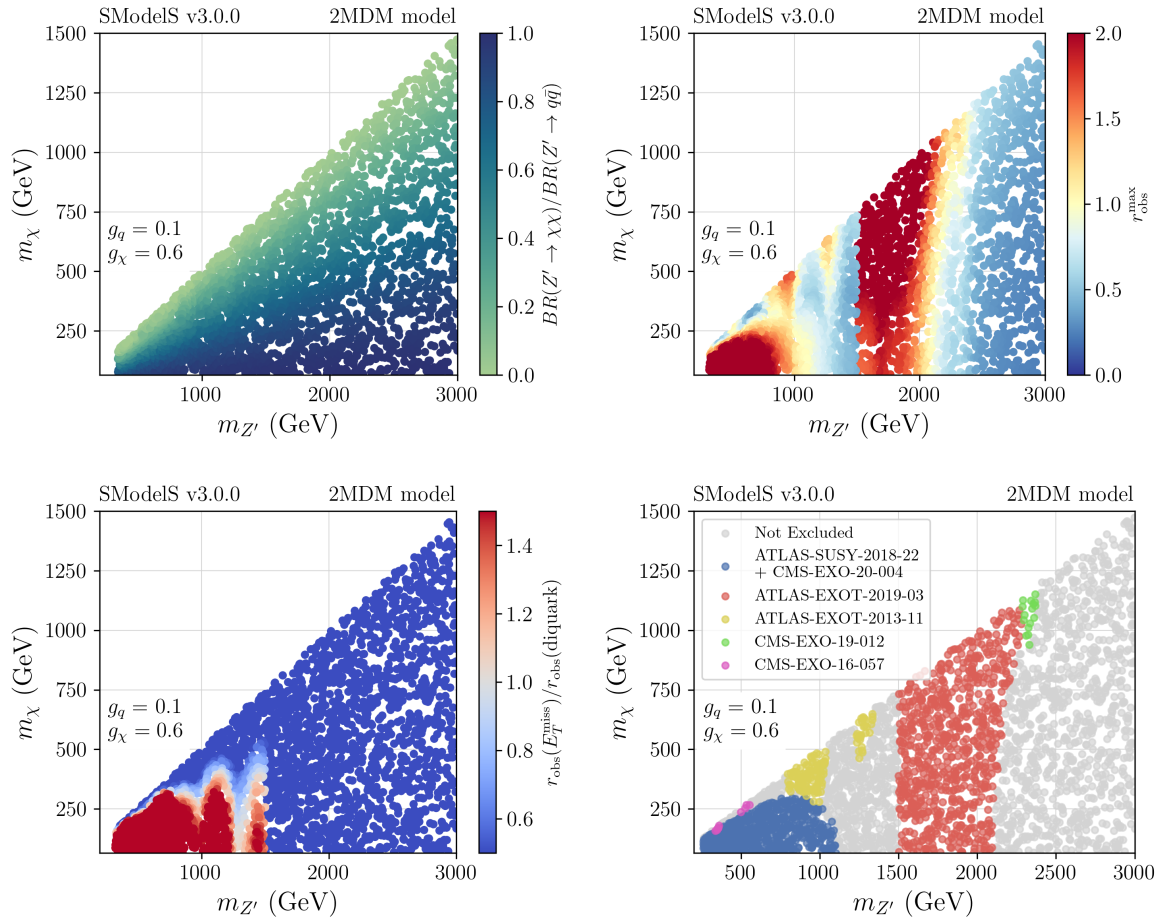 SModelS v3.0.0 2MDM model
1500
1250
1000
750
500
250
m_χ (GeV)
g_q = 0.1
g_χ = 0.6
1000 2000 3000
m_{Z′} (GeV)
1.0
0.8
0.6
0.4
0.2
0.0
BR(Z′ → χχ)/BR(Z′ → qq̄)
SModelS v3.0.0 2MDM model
1500
1250
1000
750
500
250
m_χ (GeV)
g_q = 0.1
g_χ = 0.6
1000 2000 3000
m_{Z′} (GeV)
2.0
1.5
1.0
0.5
0.0
r_obs^max
SModelS v3.0.0 2MDM model
1500
1250
1000
750
500
250
m_χ (GeV)
g_q = 0.1
g_χ = 0.6
1000 2000 3000
m_{Z′} (GeV)
1.4
1.2
1.0
0.8
0.6
r_obs(E_T^miss)/r_obs(diquark)
SModelS v3.0.0 2MDM model
1500
1250
1000
750
500
250
m_χ (GeV)
Not Excluded
ATLAS-SUSY-2018-22
+ CMS-EXO-20-004
ATLAS-EXOT-2019-03
ATLAS-EXOT-2013-11
CMS-EXO-19-012
CMS-EXO-16-057
g_q = 0.1
g_χ = 0.6
500 1000 1500 2000 2500 3000
m_{Z′} (GeV)